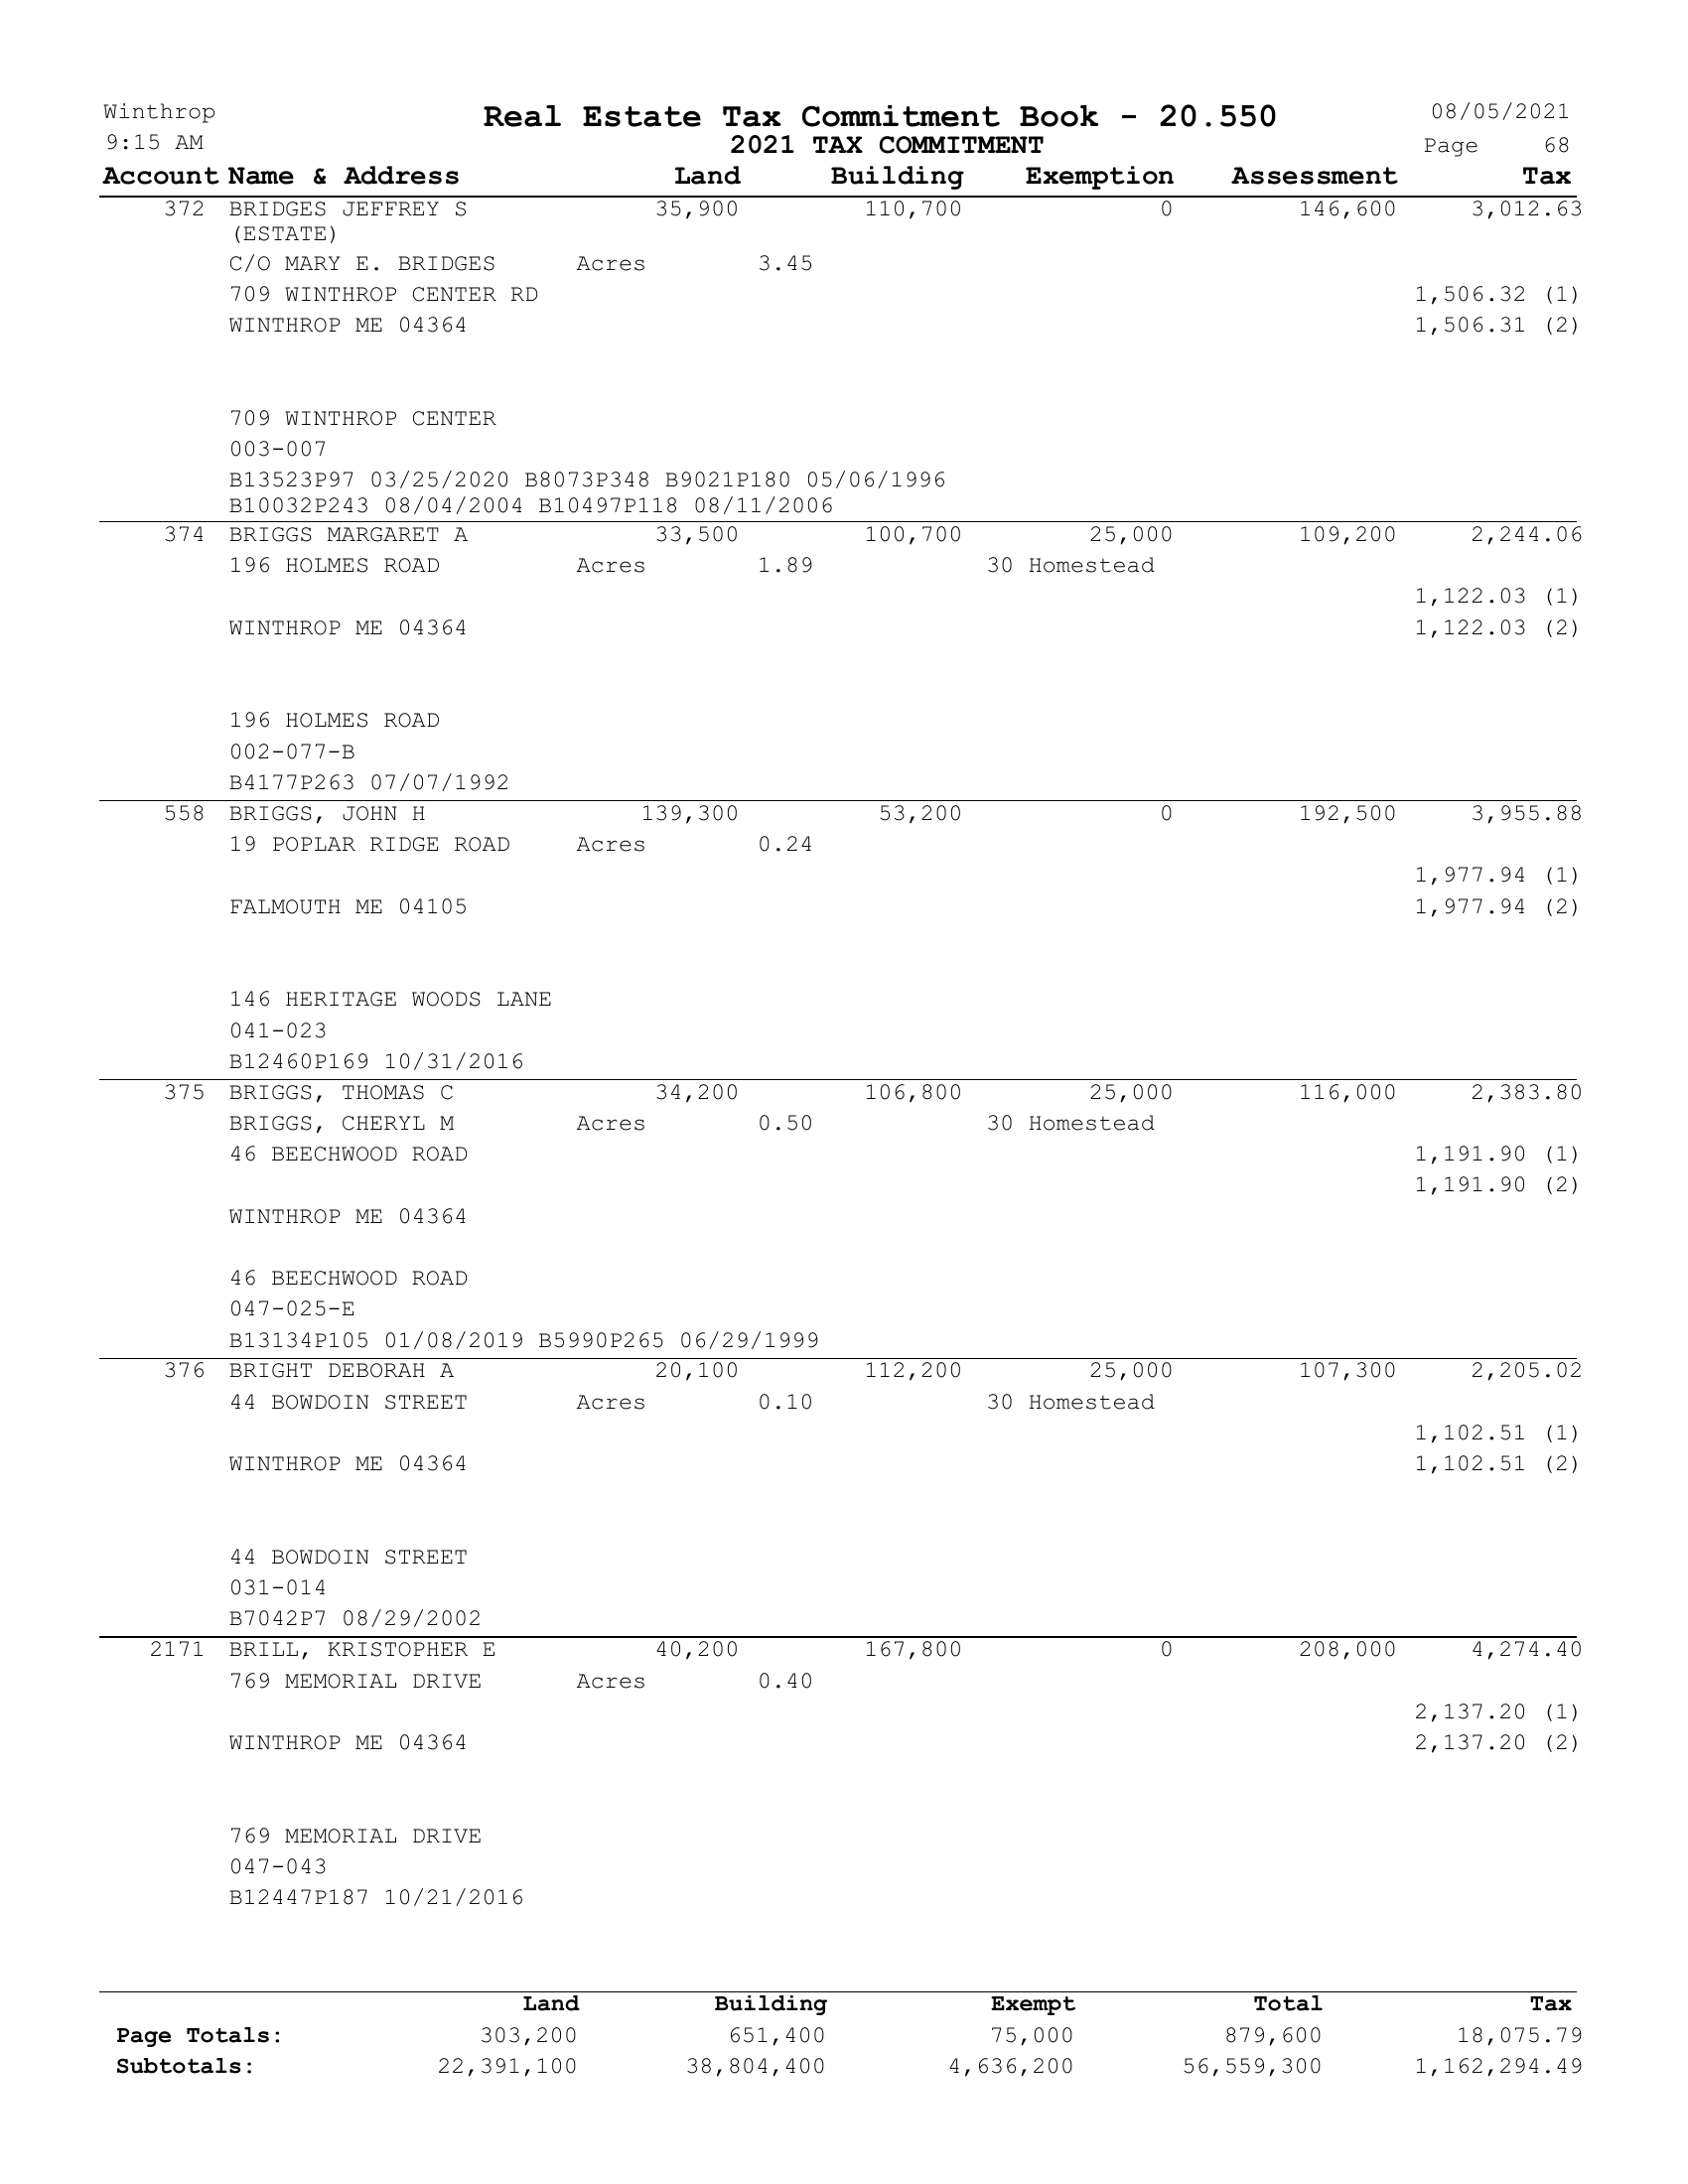 Winthrop Real Estate Tax Commitment Book - 20.550 08/05/2021
9:15 AM 2021 TAX COMMITMENT Page 68
Account Name & Address Land Building Exemption Assessment Tax
372 BRIDGES JEFFREY S 35,900 110,700 0 146,600 3,012.63
(ESTATE)
C/O MARY E. BRIDGES Acres 3.45
709 WINTHROP CENTER RD 1,506.32 (1)
WINTHROP ME 04364 1,506.31 (2)
709 WINTHROP CENTER
003-007
B13523P97 03/25/2020 B8073P348 B9021P180 05/06/1996
B10032P243 08/04/2004 B10497P118 08/11/2006
374 BRIGGS MARGARET A 33,500 100,700 25,000 109,200 2,244.06
196 HOLMES ROAD Acres 1.89 30 Homestead
1,122.03 (1)
WINTHROP ME 04364 1,122.03 (2)
196 HOLMES ROAD
002-077-B
B4177P263 07/07/1992
558 BRIGGS, JOHN H 139,300 53,200 0 192,500 3,955.88
19 POPLAR RIDGE ROAD Acres 0.24
1,977.94 (1)
FALMOUTH ME 04105 1,977.94 (2)
146 HERITAGE WOODS LANE
041-023
B12460P169 10/31/2016
375 BRIGGS, THOMAS C 34,200 106,800 25,000 116,000 2,383.80
BRIGGS, CHERYL M Acres 0.50 30 Homestead
46 BEECHWOOD ROAD 1,191.90 (1)
1,191.90 (2)
WINTHROP ME 04364
46 BEECHWOOD ROAD
047-025-E
B13134P105 01/08/2019 B5990P265 06/29/1999
376 BRIGHT DEBORAH A 20,100 112,200 25,000 107,300 2,205.02
44 BOWDOIN STREET Acres 0.10 30 Homestead
1,102.51 (1)
WINTHROP ME 04364 1,102.51 (2)
44 BOWDOIN STREET
031-014
B7042P7 08/29/2002
2171 BRILL, KRISTOPHER E 40,200 167,800 0 208,000 4,274.40
769 MEMORIAL DRIVE Acres 0.40
2,137.20 (1)
WINTHROP ME 04364 2,137.20 (2)
769 MEMORIAL DRIVE
047-043
B12447P187 10/21/2016
Land Building Exempt Total Tax
Page Totals: 303,200 651,400 75,000 879,600 18,075.79
Subtotals: 22,391,100 38,804,400 4,636,200 56,559,300 1,162,294.49